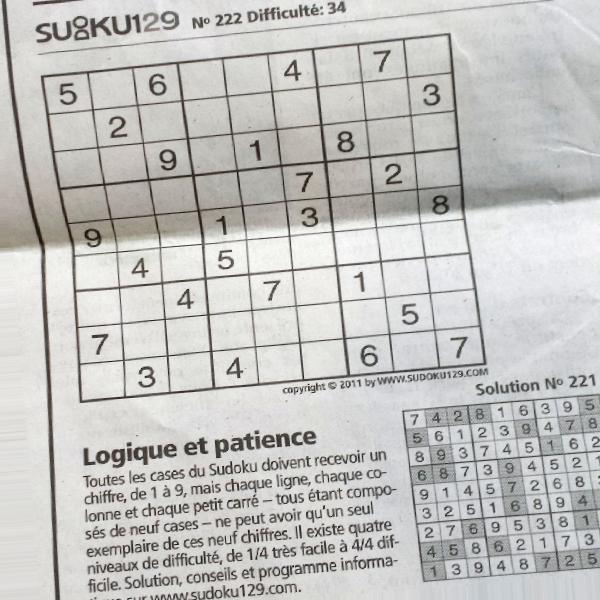 SUDOKU129 Nº 222 Difficulté: 34
5 6 4 7
2 3
9 1 8
7 2
9 1 3 8
4 5
4 7 1
7 5
3 4 6 7
copyright © 2011 by WWW.SUDOKU129.COM
Logique et patience
Toutes les cases du Sudoku doivent recevoir un
chiffre, de 1 à 9, mais chaque ligne, chaque co-
lonne et chaque petit carré – tous étant compo-
sés de neuf cases – ne peut avoir qu'un seul
exemplaire de ces neuf chiffres. Il existe quatre
niveaux de difficulté, de 1/4 très facile à 4/4 dif-
ficile. Solution, conseils et programme informa-
sur www.sudoku129.com.
Solution Nº 221
7 4 2 8 1 6 3 9 5
5 6 1 2 3 9 4 7 8
8 9 3 7 4 5 1 6 2
6 8 7 3 9 4 5 2 1
9 1 4 5 7 2 6 8 3
3 2 5 1 6 8 9 4
2 7 6 9 5 3 8 1
4 5 8 6 2 1 7 3
1 3 9 4 8 7 2 5